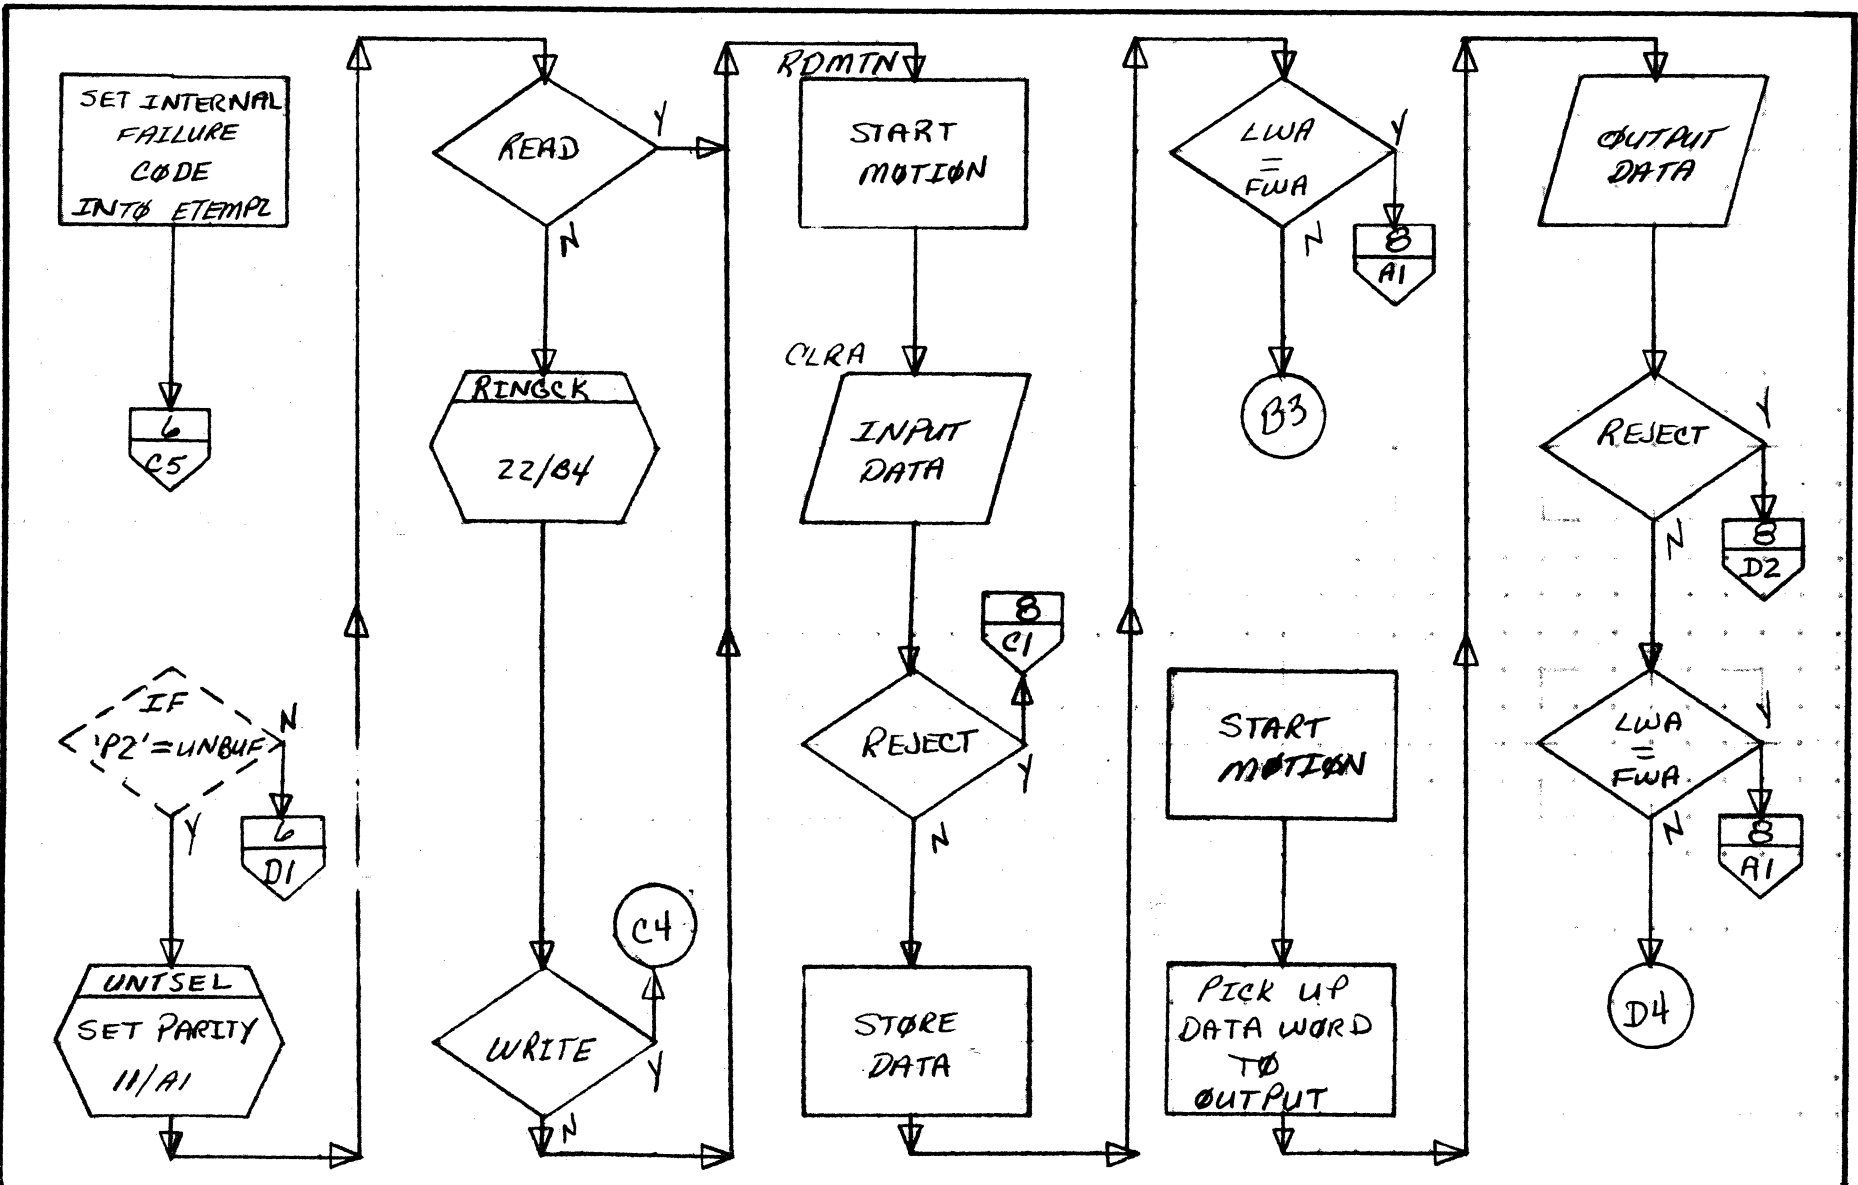 SET INTERNAL
FAILURE
CØDE
INTØ ETEMP2
6
C5
IF
'P2'=UNBUF
N
Y
6
D1
UNTSEL
SET PARITY
11/A1
READ
Y
N
RINGCK
22/B4
C4
WRITE
Y
N
RDMTN
START
MØTIØN
CLRA
INPUT
DATA
8
C1
REJECT
Y
N
STØRE
DATA
LWA
=
FWA
Y
N
8
A1
B3
START
MØTIØN
PICK UP
DATA WØRD
TØ
ØUTPUT
ØUTPUT
DATA
REJECT
Y
N
8
D2
LWA
=
FWA
Y
N
8
A1
D4